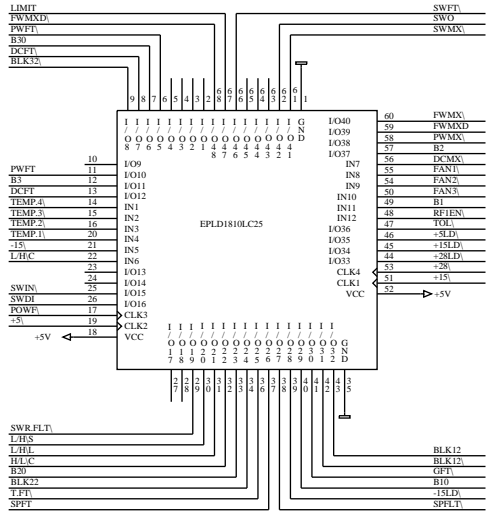 LIMIT
FWMXD\
PWFT\
B30
DCFT\
BLK32\
SWFT\
SWO
SWMX\
9 8 7 6 5 4 3 2 68 67 66 65 64 63 62 61 1
I/O8 I/O7 I/O6 I/O5 I/O4 I/O3 I/O2 I/O1 I/O48 I/O47 I/O46 I/O45 I/O44 I/O43 I/O42 I/O41 GND
EPLD1810LC25
10 I/O9
PWFT 11 I/O10
B3 12 I/O11
DCFT 13 I/O12
TEMP.4\ 14 IN1
TEMP.3\ 15 IN2
TEMP.2\ 16 IN3
TEMP.1\ 20 IN4
-15\ 21 IN5
L/H\C 22 IN6
23 I/O13
24 I/O14
SWIN\ 25 I/O15
SWDI 26 I/O16
POWF\ 17 CLK3
+5\ 19 CLK2
+5V 18 VCC
I/O40 60 FWMX\
I/O39 59 FWMXD
I/O38 58 PWMX\
I/O37 57 B2
IN7 56 DCMX\
IN8 55 FAN1\
IN9 54 FAN2\
IN10 50 FAN3\
IN11 49 B1
IN12 48 RF1EN\
I/O36 47 TOL\
I/O35 46 +5LD\
I/O34 45 +15LD\
I/O33 44 +28LD\
CLK4 53 +28\
CLK1 51 +15\
VCC 52 +5V
I/O17 I/O18 I/O19 I/O20 I/O21 I/O22 I/O23 I/O24 I/O25 I/O26 I/O27 I/O28 I/O29 I/O30 I/O31 I/O32 GND
27 28 29 30 31 32 33 34 36 37 38 39 40 41 42 43 35
SWR.FLT\
L/H\S
L/H\L
H/L\C
B20
BLK22
T.FT\
SPFT
BLK12
BLK12\
GFT\
B10
-15LD\
SPFLT\